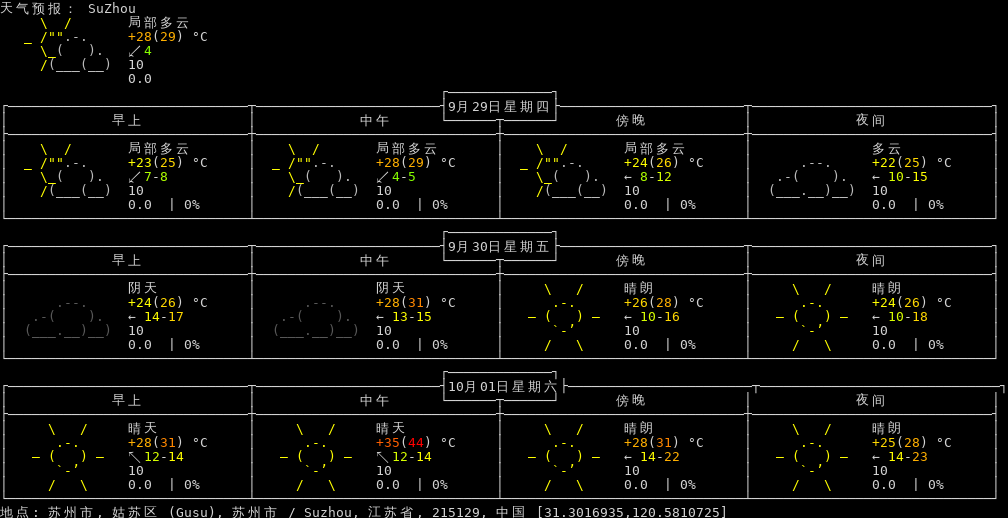 天气预报： SuZhou
局部多云
+28(29) °C
↙ 4
10
0.0
9月29日星期四
早上 中午 傍晚 夜间
局部多云 局部多云 局部多云 多云
+23(25) °C +28(29) °C +24(26) °C +22(25) °C
↙ 7-8 ↙ 4-5 ← 8-12 ← 10-15
10 10 10 10
0.0 | 0% 0.0 | 0% 0.0 | 0% 0.0 | 0%
9月30日星期五
早上 中午 傍晚 夜间
阴天 阴天 晴朗 晴朗
+24(26) °C +28(31) °C +26(28) °C +24(26) °C
← 14-17 ← 13-15 ← 10-16 ← 10-18
10 10 10 10
0.0 | 0% 0.0 | 0% 0.0 | 0% 0.0 | 0%
10月01日星期六
早上 中午 傍晚 夜间
晴天 晴天 晴朗 晴朗
+28(31) °C +35(44) °C +28(31) °C +25(28) °C
↖ 12-14 ↖ 12-14 ← 14-22 ← 14-23
10 10 10 10
0.0 | 0% 0.0 | 0% 0.0 | 0% 0.0 | 0%
地点: 苏州市, 姑苏区 (Gusu), 苏州市 / Suzhou, 江苏省, 215129, 中国 [31.3016935,120.5810725]